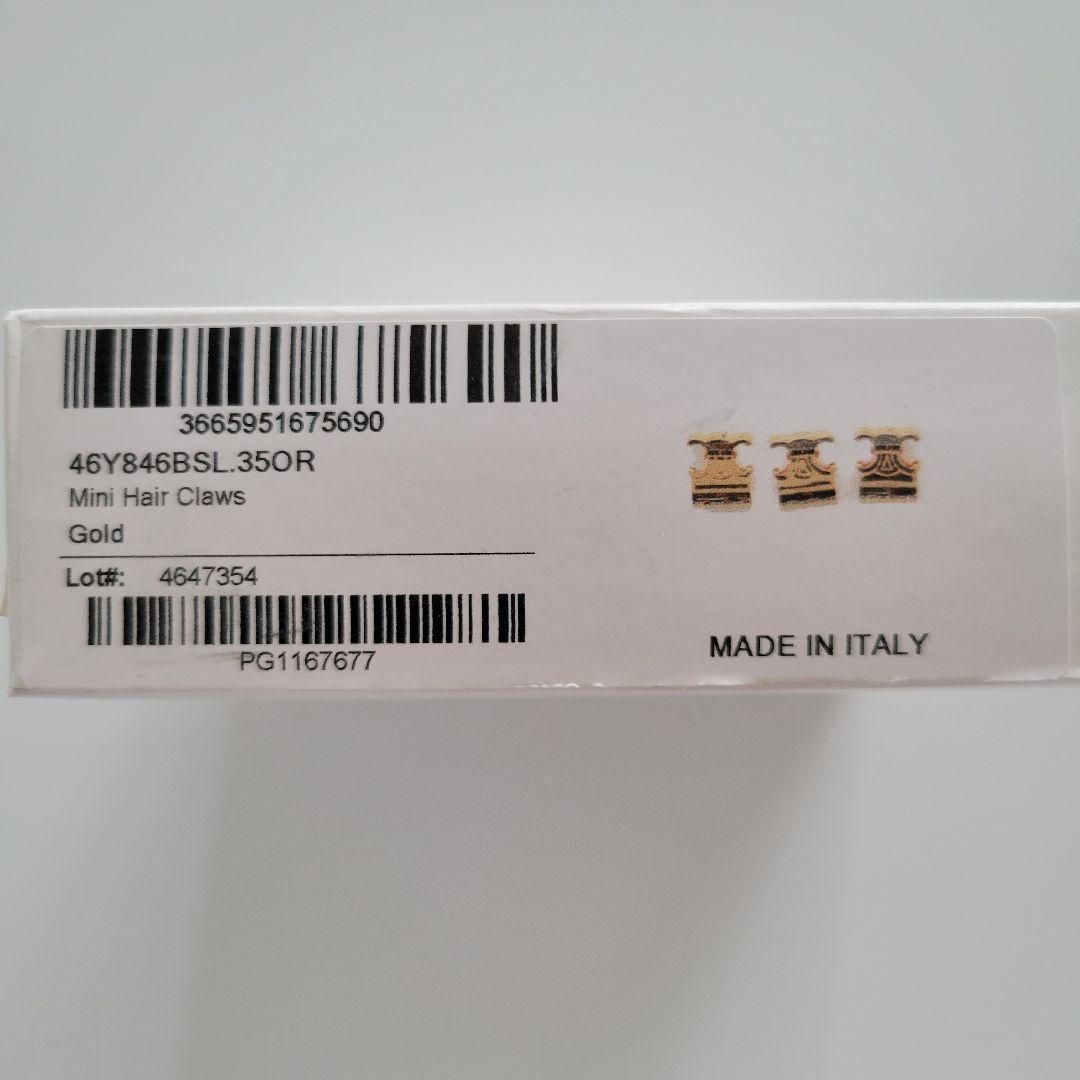 3665951675690
46Y846BSL.35OR
Mini Hair Claws
Gold
Lot#: 4647354
PG1167677
MADE IN ITALY